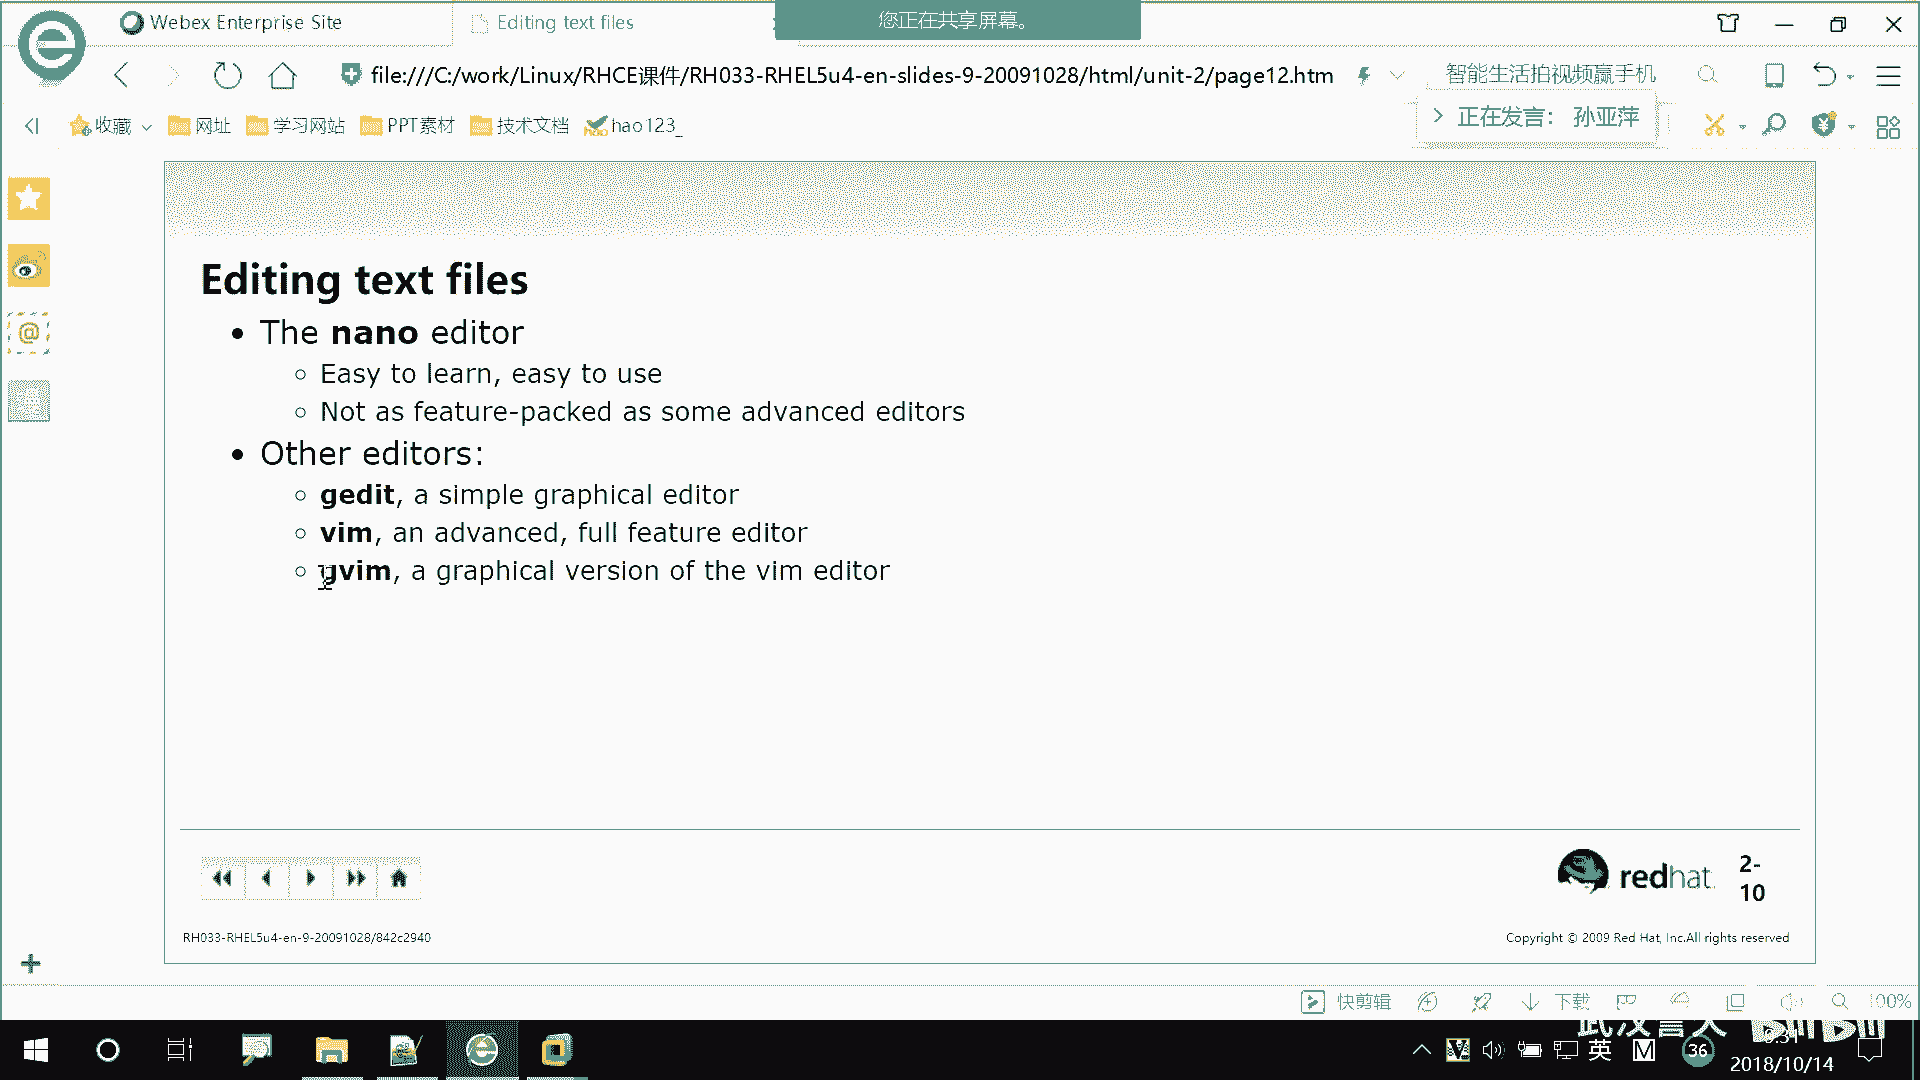 Webex Enterprise Site
Editing text files
您正在共享屏幕。
file:///C:/work/Linux/RHCE课件/RH033-RHEL5u4-en-slides-9-20091028/html/unit-2/page12.htm
智能生活拍视频赢手机
收藏
网址
学习网站
PPT素材
技术文档
hao123_
正在发言： 孙亚萍
Editing text files
• The nano editor
○ Easy to learn, easy to use
○ Not as feature-packed as some advanced editors
• Other editors:
○ gedit, a simple graphical editor
○ vim, an advanced, full feature editor
○ gvim, a graphical version of the vim editor
redhat.
2-
10
RH033-RHEL5u4-en-9-20091028/842c2940
Copyright © 2009 Red Hat, Inc.All rights reserved
快剪辑
下载
100%
英
M
36
2018/10/14